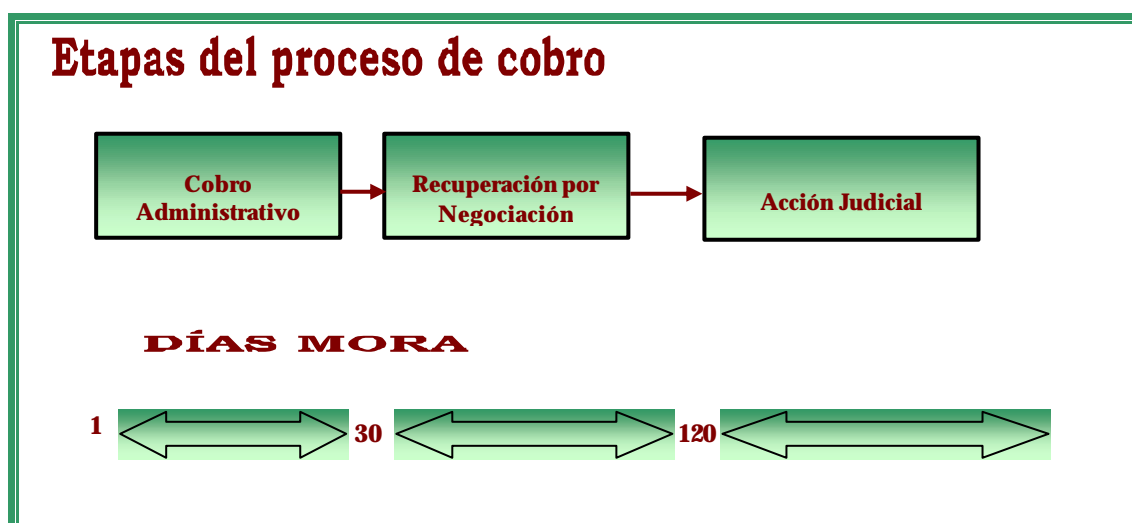 Etapas del proceso de cobro
Cobro
Administrativo
Recuperación por
Negociación
Acción Judicial
DÍAS MORA
1
30
120